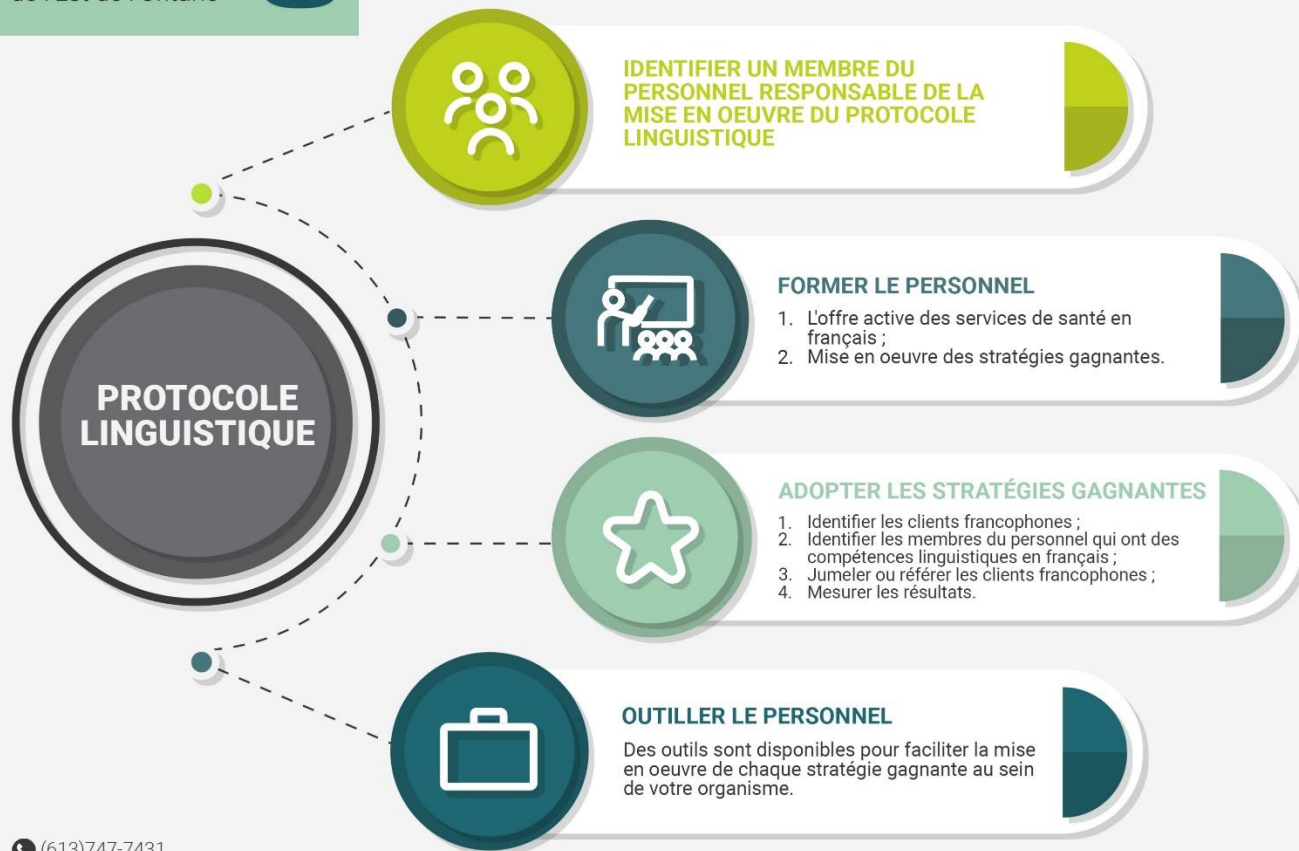 de l'Est de l'Ontario
IDENTIFIER UN MEMBRE DU
PERSONNEL RESPONSABLE DE LA
MISE EN OEUVRE DU PROTOCOLE
LINGUISTIQUE
FORMER LE PERSONNEL
1. L'offre active des services de santé en
français ;
2. Mise en oeuvre des stratégies gagnantes.
PROTOCOLE
LINGUISTIQUE
ADOPTER LES STRATÉGIES GAGNANTES
1. Identifier les clients francophones ;
2. Identifier les membres du personnel qui ont des
compétences linguistiques en français ;
3. Jumeler ou référer les clients francophones ;
4. Mesurer les résultats.
OUTILLER LE PERSONNEL
Des outils sont disponibles pour faciliter la mise
en oeuvre de chaque stratégie gagnante au sein
de votre organisme.
(613)747-7431